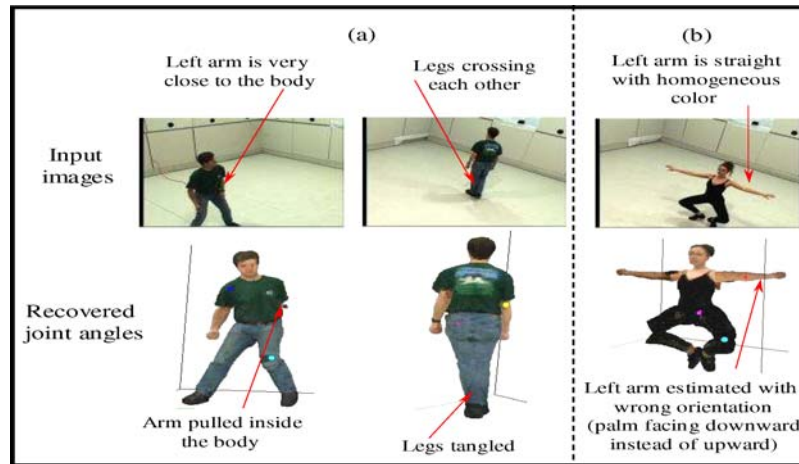 (a)
(b)
Left arm is very
close to the body
Legs crossing
each other
Left arm is straight
with homogeneous
color
Input
images
Recovered
joint angles
Arm pulled inside
the body
Legs tangled
Left arm estimated with
wrong orientation
(palm facing downward
instead of upward)